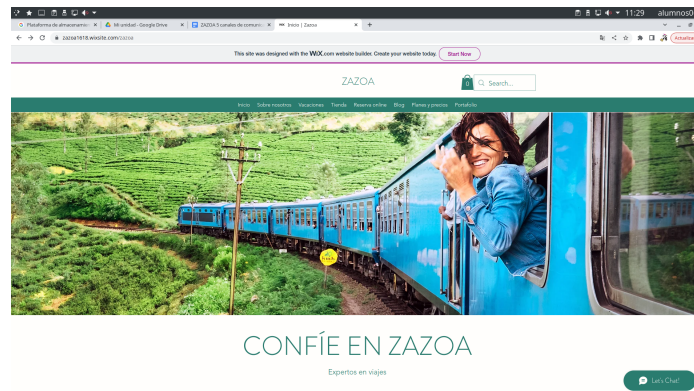 11:29 alumnos0
Plataforma de almacenamien
Mi unidad - Google Drive
ZAZOA 5 canales de comunic
Inicio | Zazoa
zazoa1618.wixsite.com/zazoa
Actualiza
This site was designed with the WiX.com website builder. Create your website today. Start Now
ZAZOA
0
Search...
Inicio Sobre nosotros Vacaciones Tienda Reserva online Blog Planes y precios Portafolio
CONFÍE EN ZAZOA
Expertos en viajes
Let's Chat!